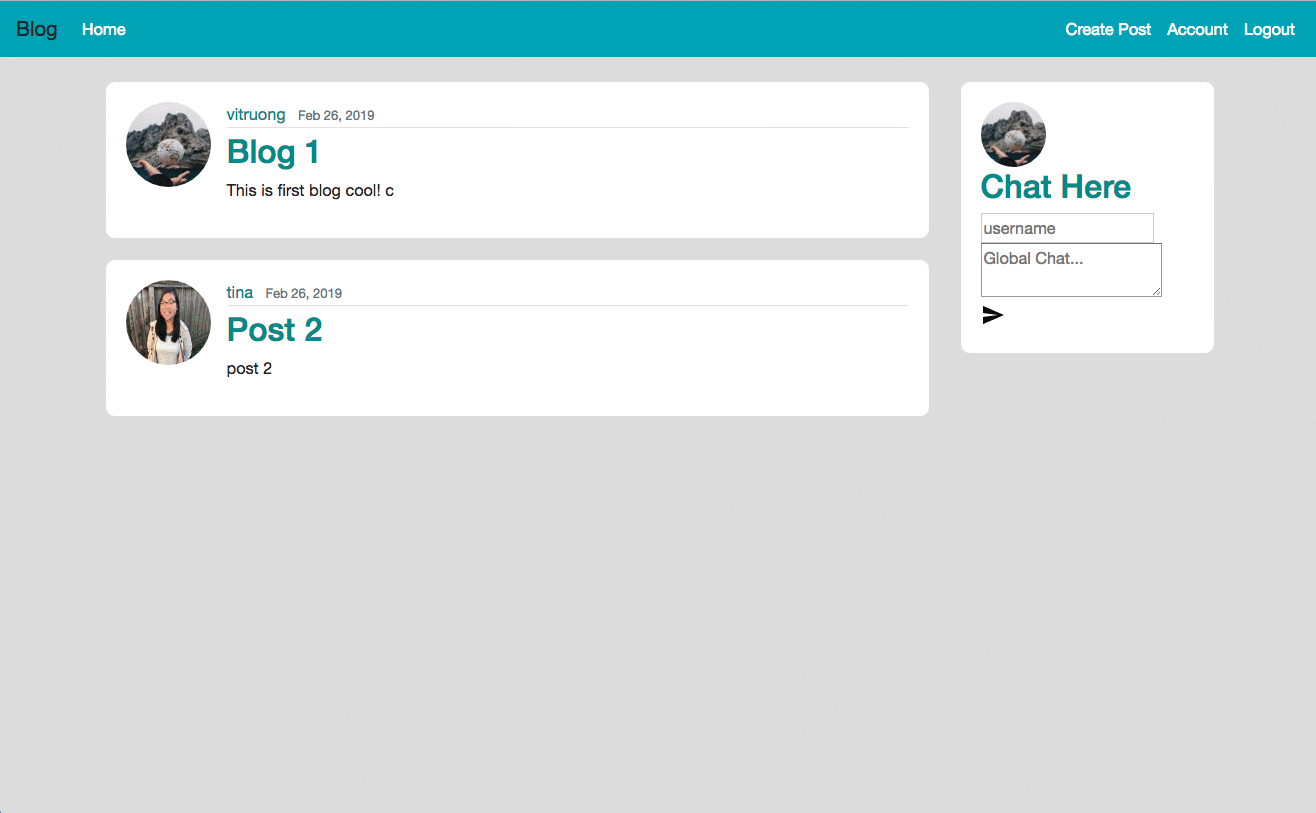 Blog Home Create Post Account Logout
vitruong Feb 26, 2019
Blog 1
This is first blog cool! c
tina Feb 26, 2019
Post 2
post 2
Chat Here
username
Global Chat...